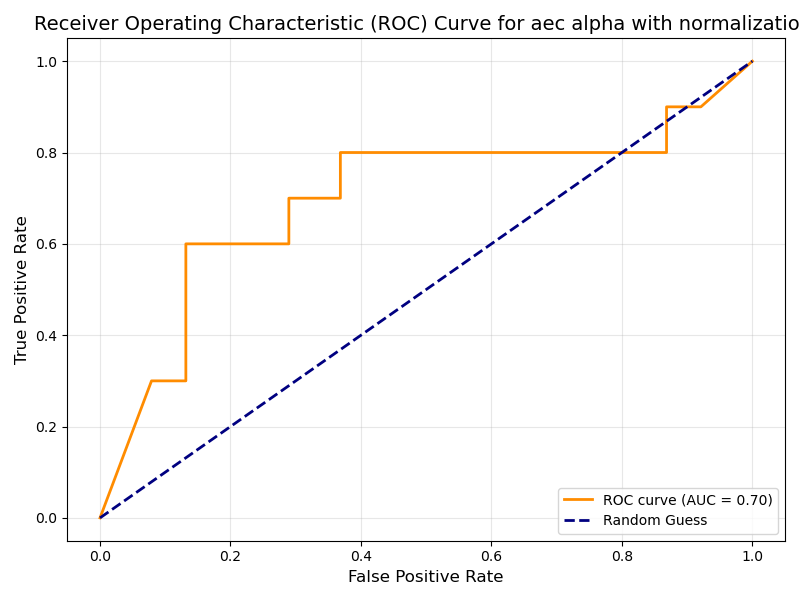 Receiver Operating Characteristic (ROC) Curve for aec alpha with normalizatio
1.0
0.8
0.6
0.4
0.2
0.0
True Positive Rate
0.0 0.2 0.4 0.6 0.8 1.0
False Positive Rate
ROC curve (AUC = 0.70)
Random Guess